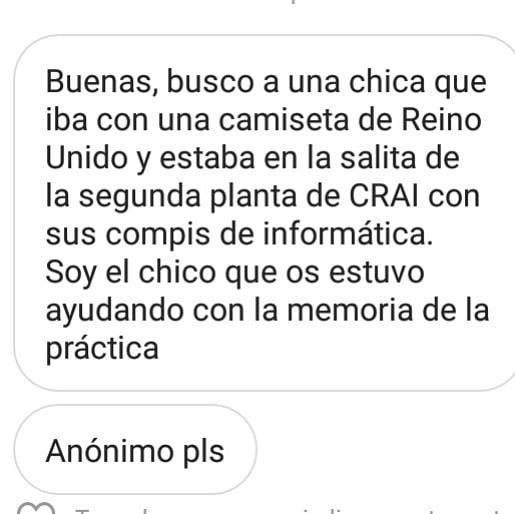 Buenas, busco a una chica que
iba con una camiseta de Reino
Unido y estaba en la salita de
la segunda planta de CRAI con
sus compis de informática.
Soy el chico que os estuvo
ayudando con la memoria de la
práctica
Anónimo pls